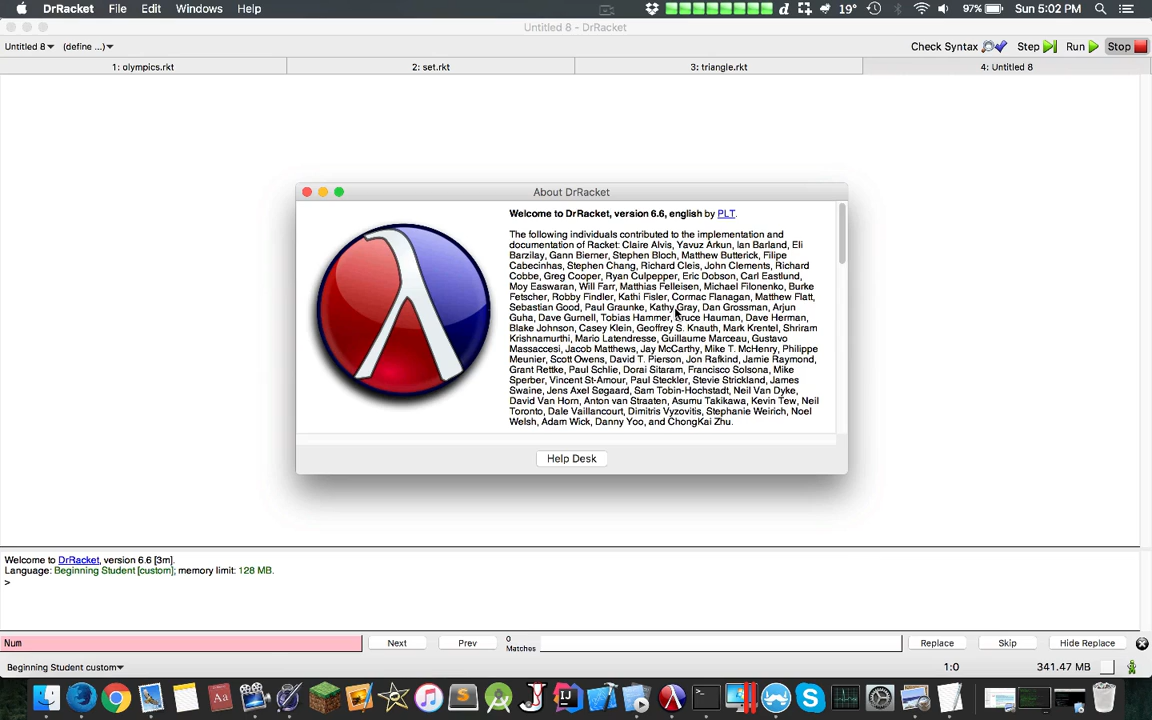 DrRacket File Edit Windows Help
d 19° 97% Sun 5:02 PM
Untitled 8 - DrRacket
Untitled 8 (define ...) Check Syntax Step Run Stop
1: olympics.rkt 2: set.rkt 3: triangle.rkt 4: Untitled 8
About DrRacket
Welcome to DrRacket, version 6.6, english by PLT.
The following individuals contributed to the implementation and
documentation of Racket: Claire Alvis, Yavuz Arkun, Ian Barland, Eli
Barzilay, Gann Bierner, Stephen Bloch, Matthew Butterick, Filipe
Cabecinhas, Stephen Chang, Richard Cleis, John Clements, Richard
Cobbe, Greg Cooper, Ryan Culpepper, Eric Dobson, Carl Eastlund,
Moy Easwaran, Will Farr, Matthias Felleisen, Michael Filonenko, Burke
Fetscher, Robby Findler, Kathi Fisler, Cormac Flanagan, Matthew Flatt,
Sebastian Good, Paul Graunke, Kathy Gray, Dan Grossman, Arjun
Guha, Dave Gurnell, Tobias Hammer, Bruce Hauman, Dave Herman,
Blake Johnson, Casey Klein, Geoffrey S. Knauth, Mark Krentel, Shriram
Krishnamurthi, Mario Latendresse, Guillaume Marceau, Gustavo
Massaccesi, Jacob Matthews, Jay McCarthy, Mike T. McHenry, Philippe
Meunier, Scott Owens, David T. Pierson, Jon Rafkind, Jamie Raymond,
Grant Rettke, Paul Schlie, Dorai Sitaram, Francisco Solsona, Mike
Sperber, Vincent St-Amour, Paul Steckler, Stevie Strickland, James
Swaine, Jens Axel Søgaard, Sam Tobin-Hochstadt, Neil Van Dyke,
David Van Horn, Anton van Straaten, Asumu Takikawa, Kevin Tew, Neil
Toronto, Dale Vaillancourt, Dimitris Vyzovitis, Stephanie Weirich, Noel
Welsh, Adam Wick, Danny Yoo, and ChongKai Zhu.
Help Desk
Welcome to DrRacket, version 6.6 [3m].
Language: Beginning Student [custom]; memory limit: 128 MB.
>
Num Next Prev 0 Matches Replace Skip Hide Replace
Beginning Student custom 1:0 341.47 MB